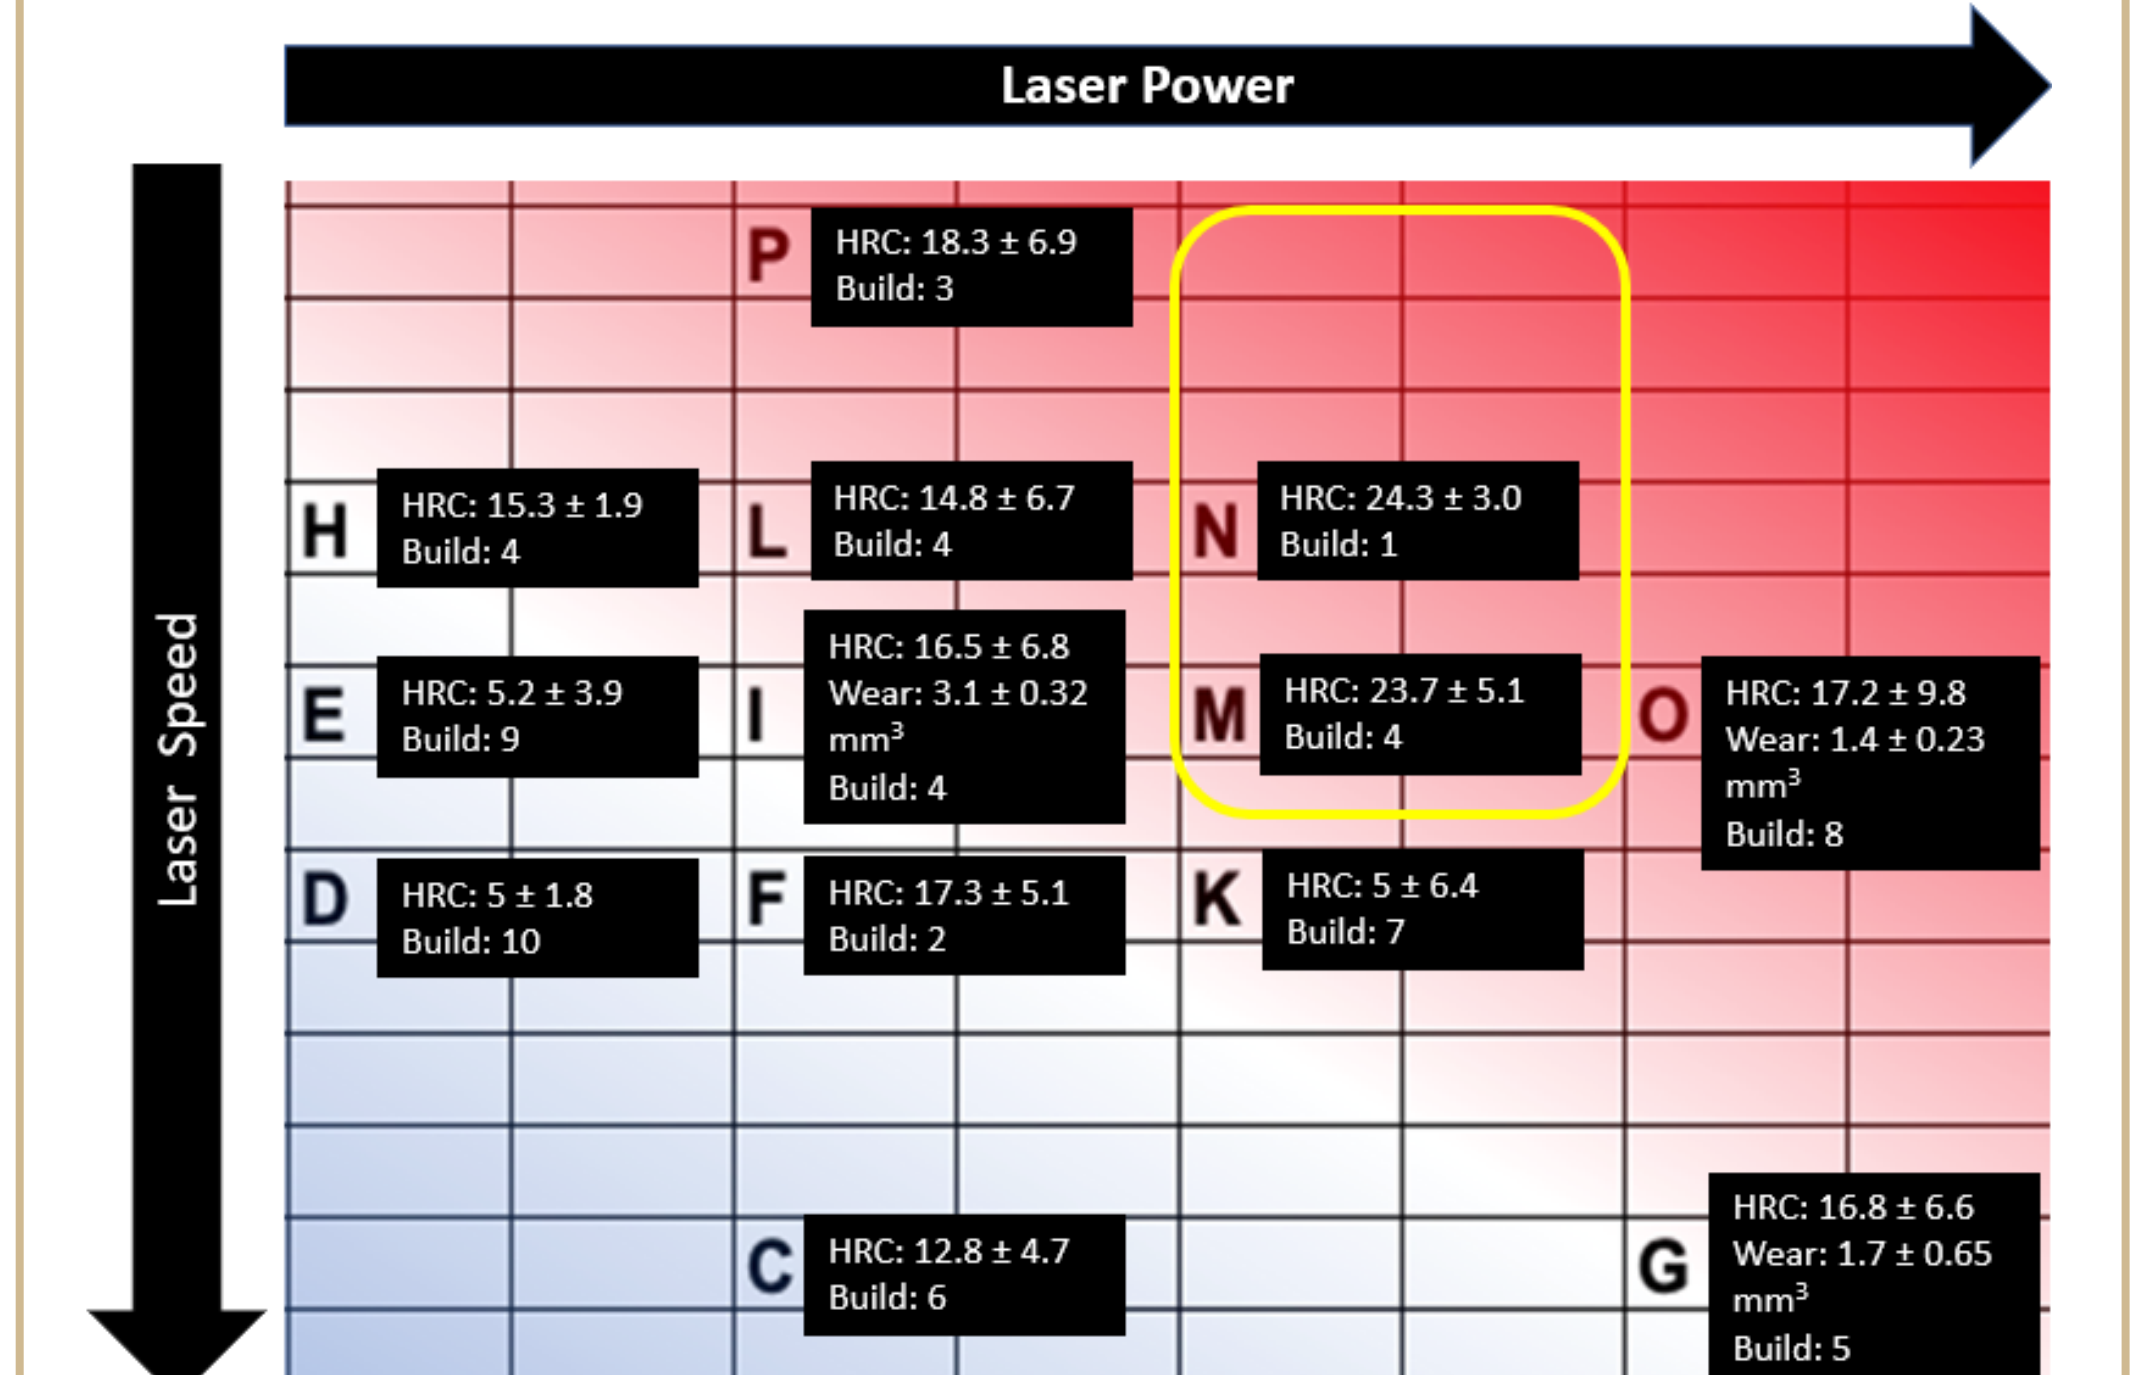 Laser Power
Laser Speed
P
HRC: 18.3 ± 6.9
Build: 3
H
HRC: 15.3 ± 1.9
Build: 4
L
HRC: 14.8 ± 6.7
Build: 4
N
HRC: 24.3 ± 3.0
Build: 1
E
HRC: 5.2 ± 3.9
Build: 9
I
HRC: 16.5 ± 6.8
Wear: 3.1 ± 0.32
mm³
Build: 4
M
HRC: 23.7 ± 5.1
Build: 4
O
HRC: 17.2 ± 9.8
Wear: 1.4 ± 0.23
mm³
Build: 8
D
HRC: 5 ± 1.8
Build: 10
F
HRC: 17.3 ± 5.1
Build: 2
K
HRC: 5 ± 6.4
Build: 7
C
HRC: 12.8 ± 4.7
Build: 6
G
HRC: 16.8 ± 6.6
Wear: 1.7 ± 0.65
mm³
Build: 5